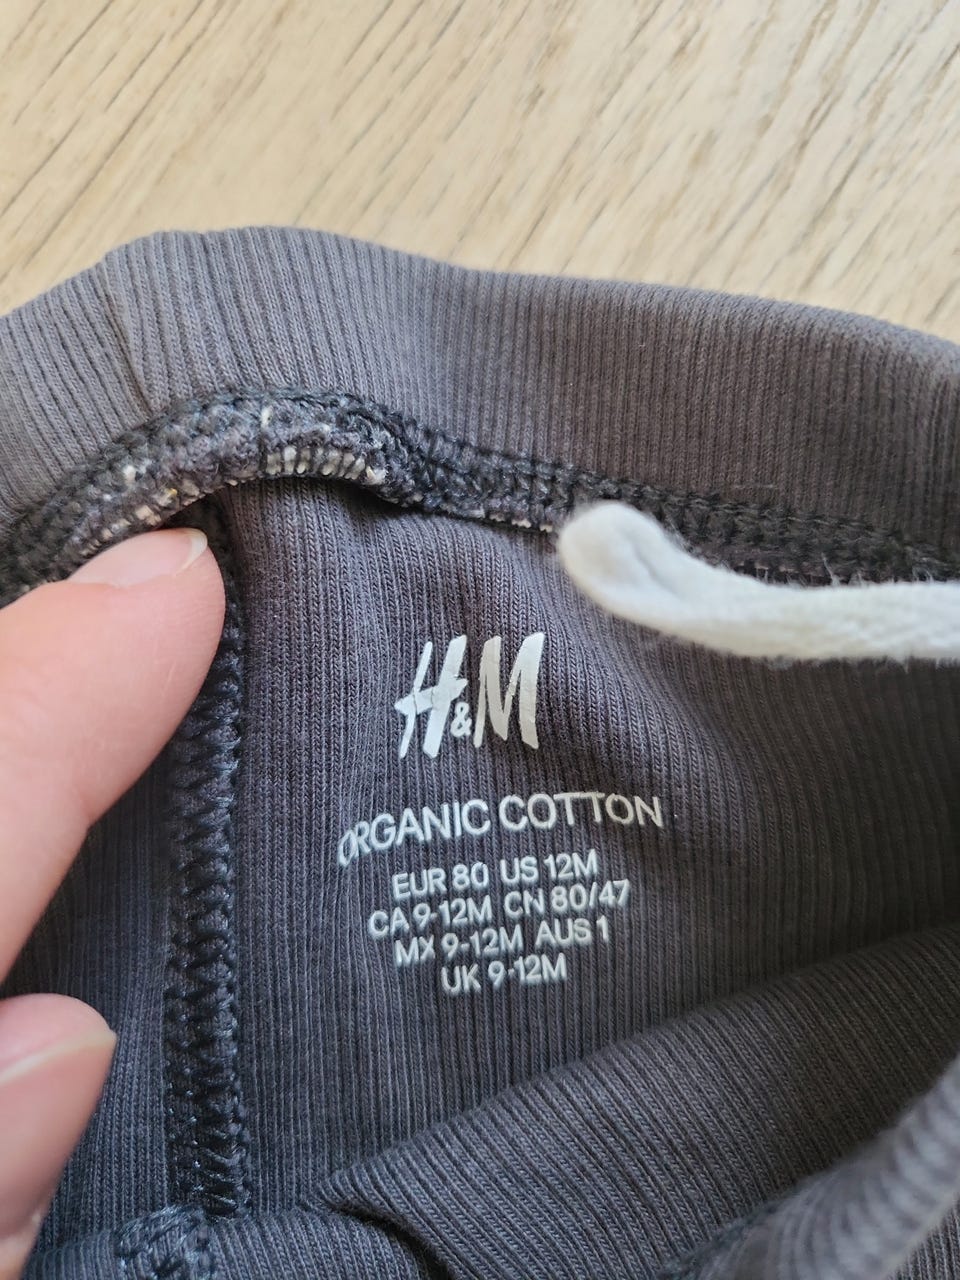 H&M
ORGANIC COTTON
EUR 80 US 12M
CA 9-12M CN 80/47
MX 9-12M AUS 1
UK 9-12M